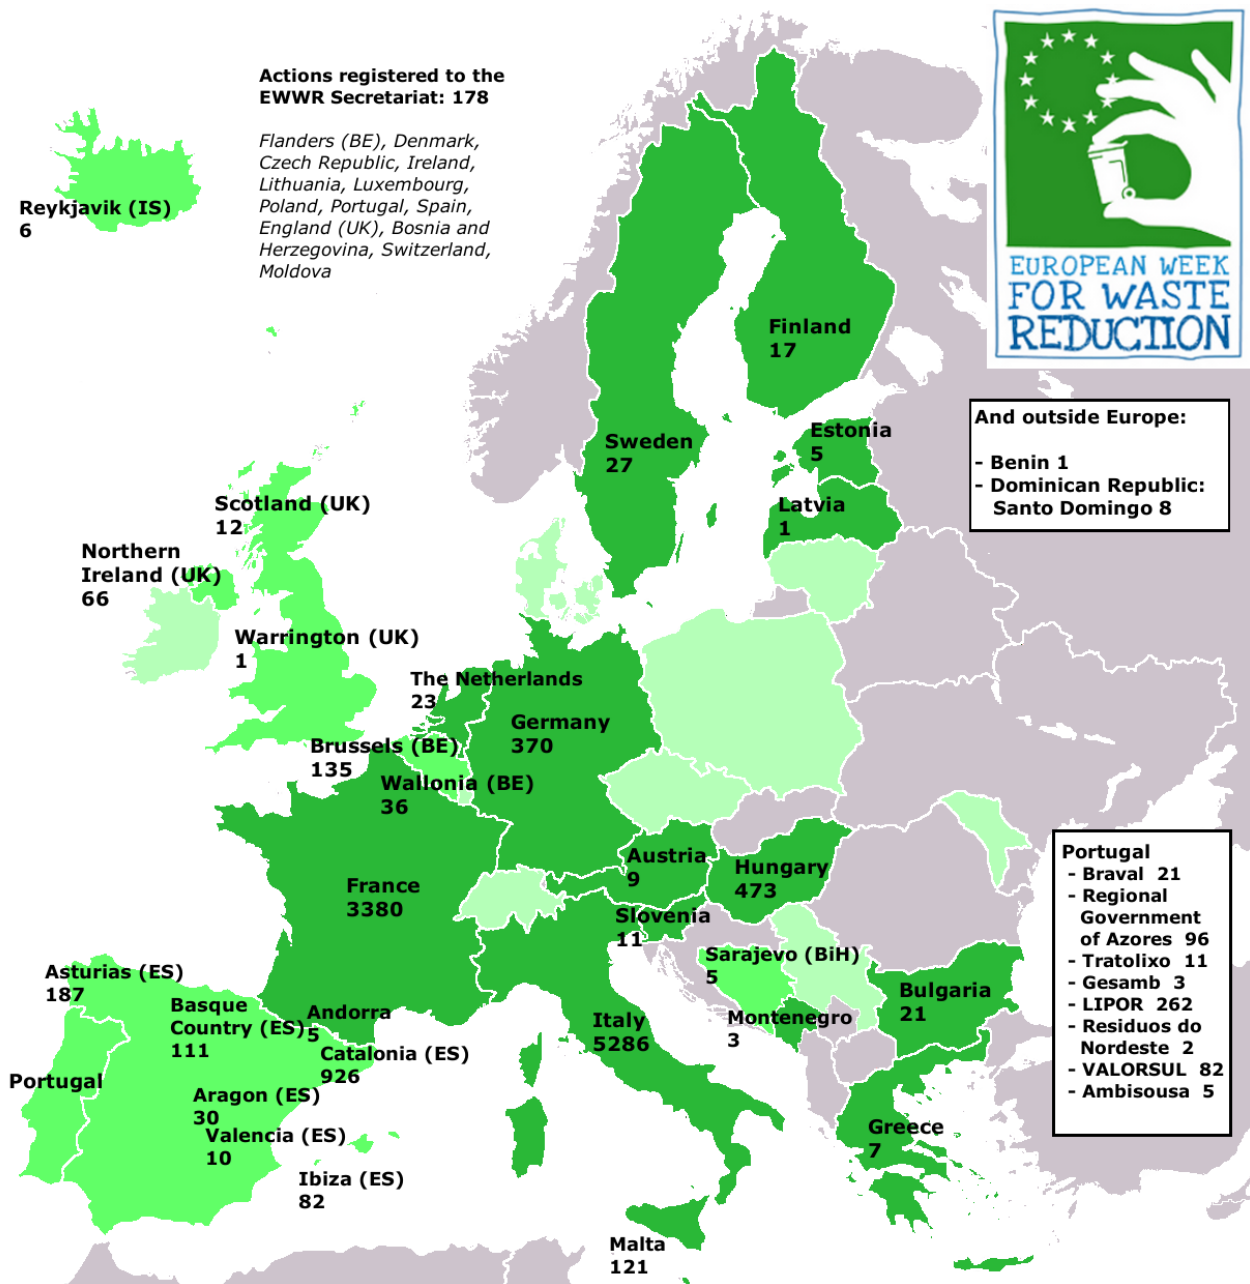 Actions registered to the
EWWR Secretariat: 178
Flanders (BE), Denmark,
Czech Republic, Ireland,
Lithuania, Luxembourg,
Poland, Portugal, Spain,
England (UK), Bosnia and
Herzegovina, Switzerland,
Moldova
EUROPEAN WEEK
FOR WASTE
REDUCTION
Reykjavik (IS)
6
Finland
17
And outside Europe:
- Benin 1
- Dominican Republic:
Santo Domingo 8
Sweden
27
Estonia
5
Latvia
1
Scotland (UK)
12
Northern
Ireland (UK)
66
Warrington (UK)
1
The Netherlands
23
Germany
370
Brussels (BE)
135
Wallonia (BE)
36
Austria
9
Hungary
473
France
3380
Slovenia
11
Sarajevo (BiH)
5
Bulgaria
21
Montenegro
3
Italy
5286
Andorra
5
Asturias (ES)
187
Basque
Country (ES)
111
Catalonia (ES)
926
Portugal
Aragon (ES)
30
Valencia (ES)
10
Ibiza (ES)
82
Greece
7
Malta
121
Portugal
- Braval 21
- Regional
Government
of Azores 96
- Tratolixo 11
- Gesamb 3
- LIPOR 262
- Residuos do
Nordeste 2
- VALORSUL 82
- Ambisousa 5